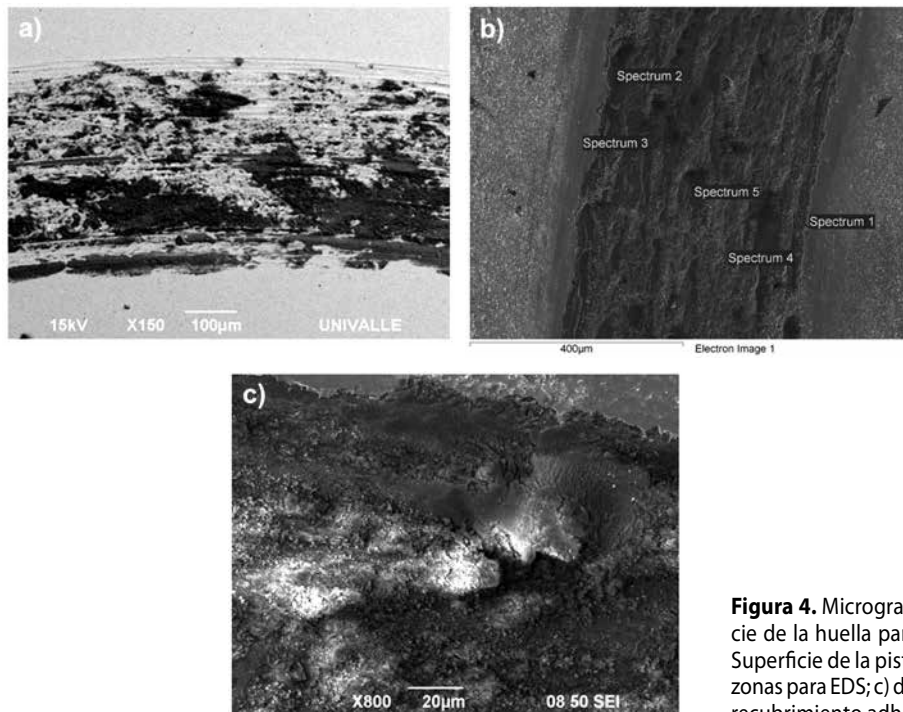 a)
15kV X150 100µm UNIVALLE
b)
Spectrum 2
Spectrum 3
Spectrum 5
Spectrum 1
Spectrum 4
400µm Electron Image 1
c)
X800 20µm 08 50 SEI
Figura 4. Microgra
cie de la huella par
Superficie de la pist
zonas para EDS; c) d